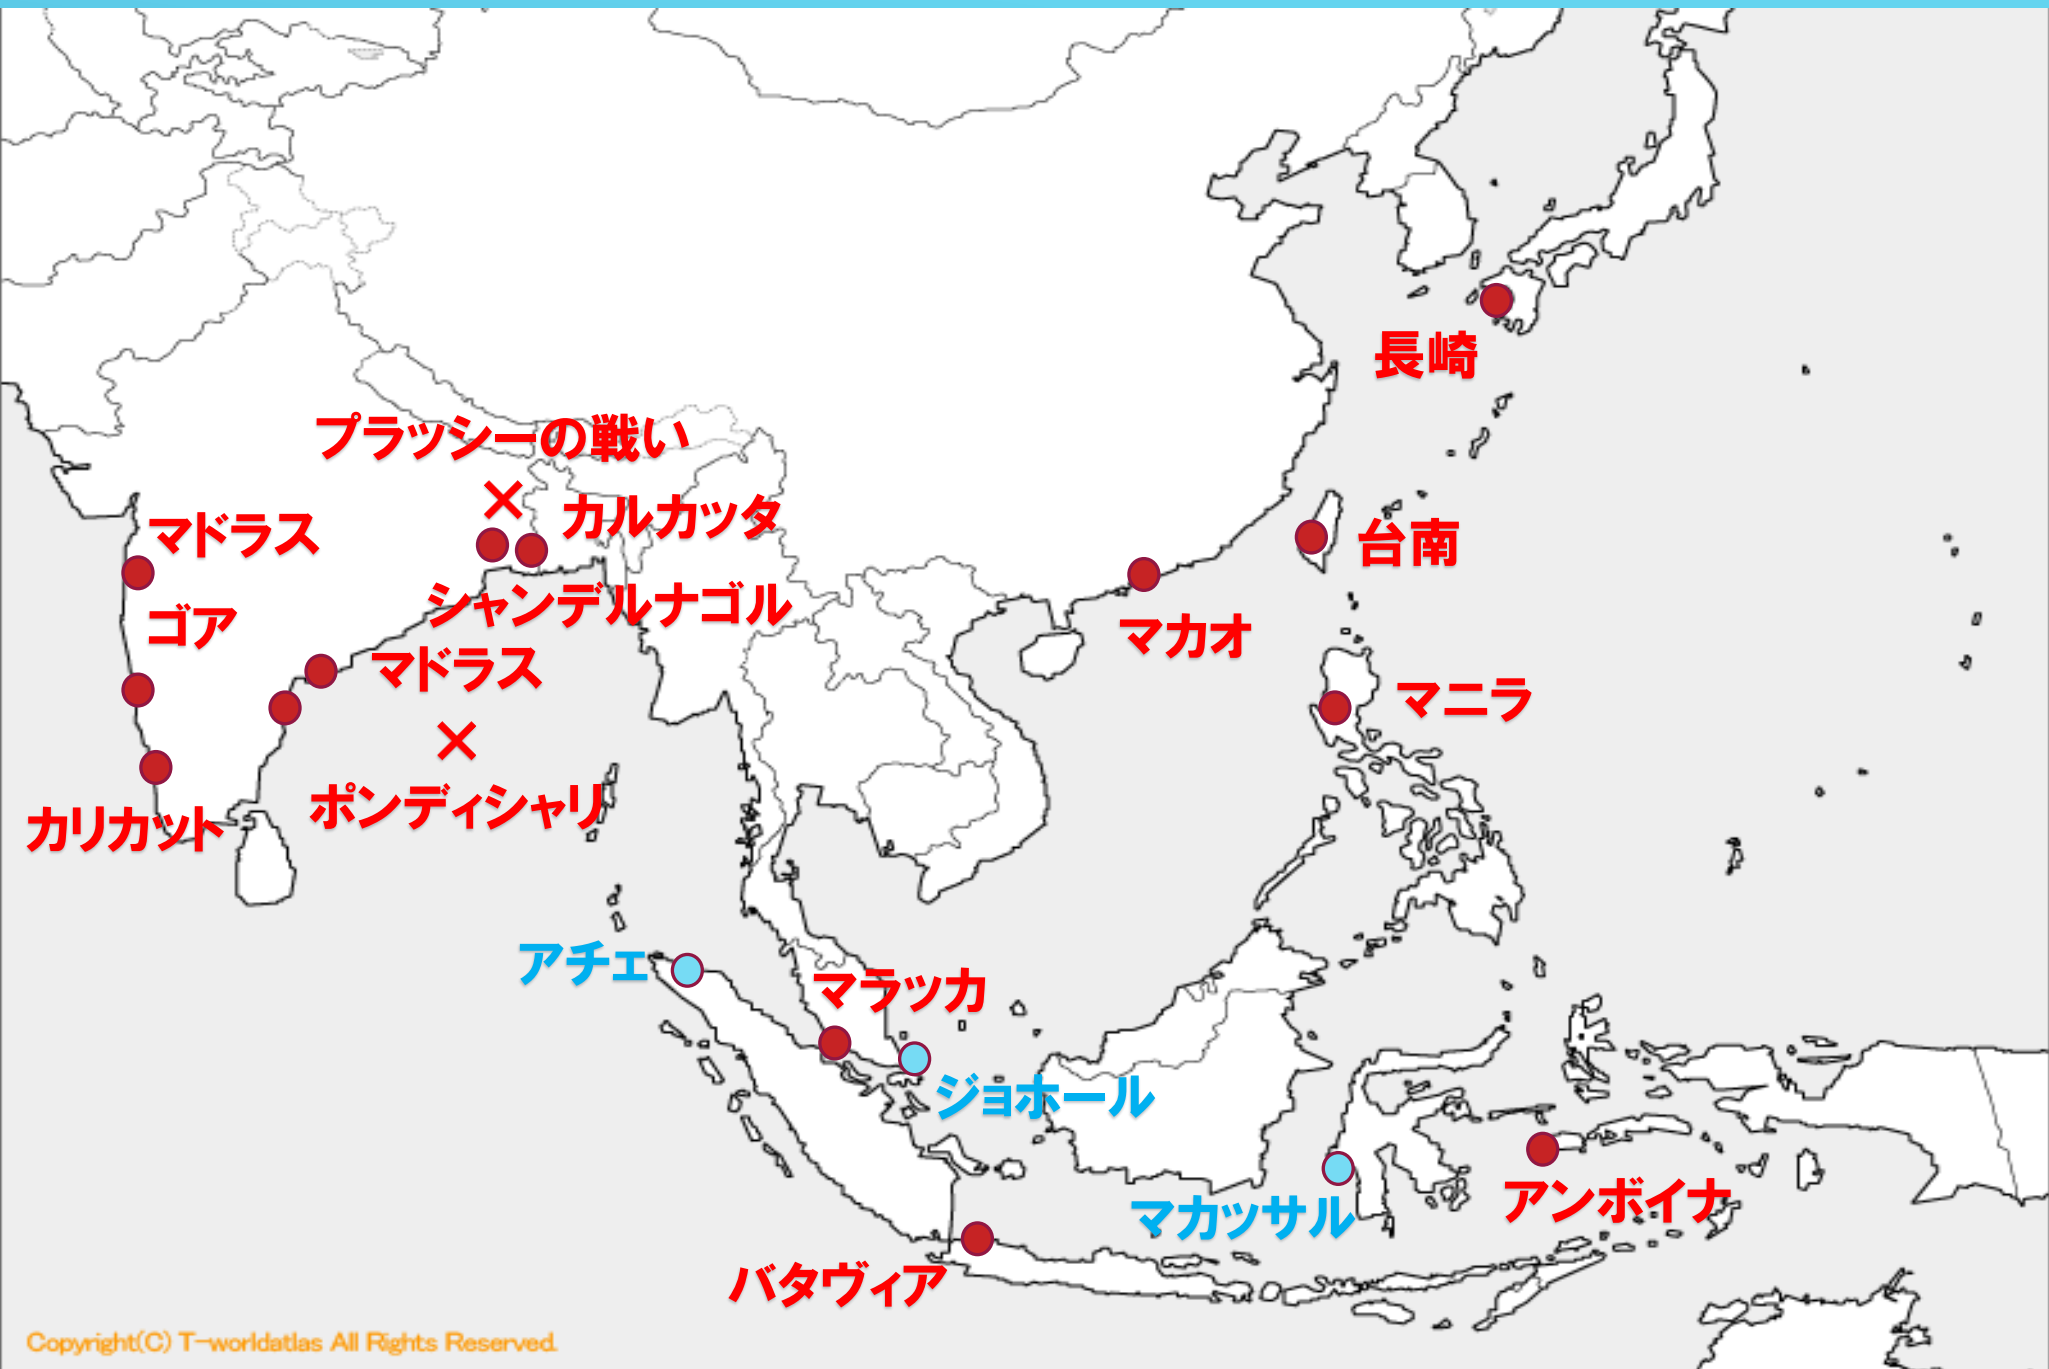 長崎
プラッシーの戦い
×
カルカッタ
マドラス
台南
シャンデルナゴル
ゴア
マカオ
マドラス
マニラ
×
ポンディシャリ
カリカット
アチェ
マラッカ
ジョホール
マカッサル
アンボイナ
バタヴィア
Copyright(C) T-worldatlas All Rights Reserved.